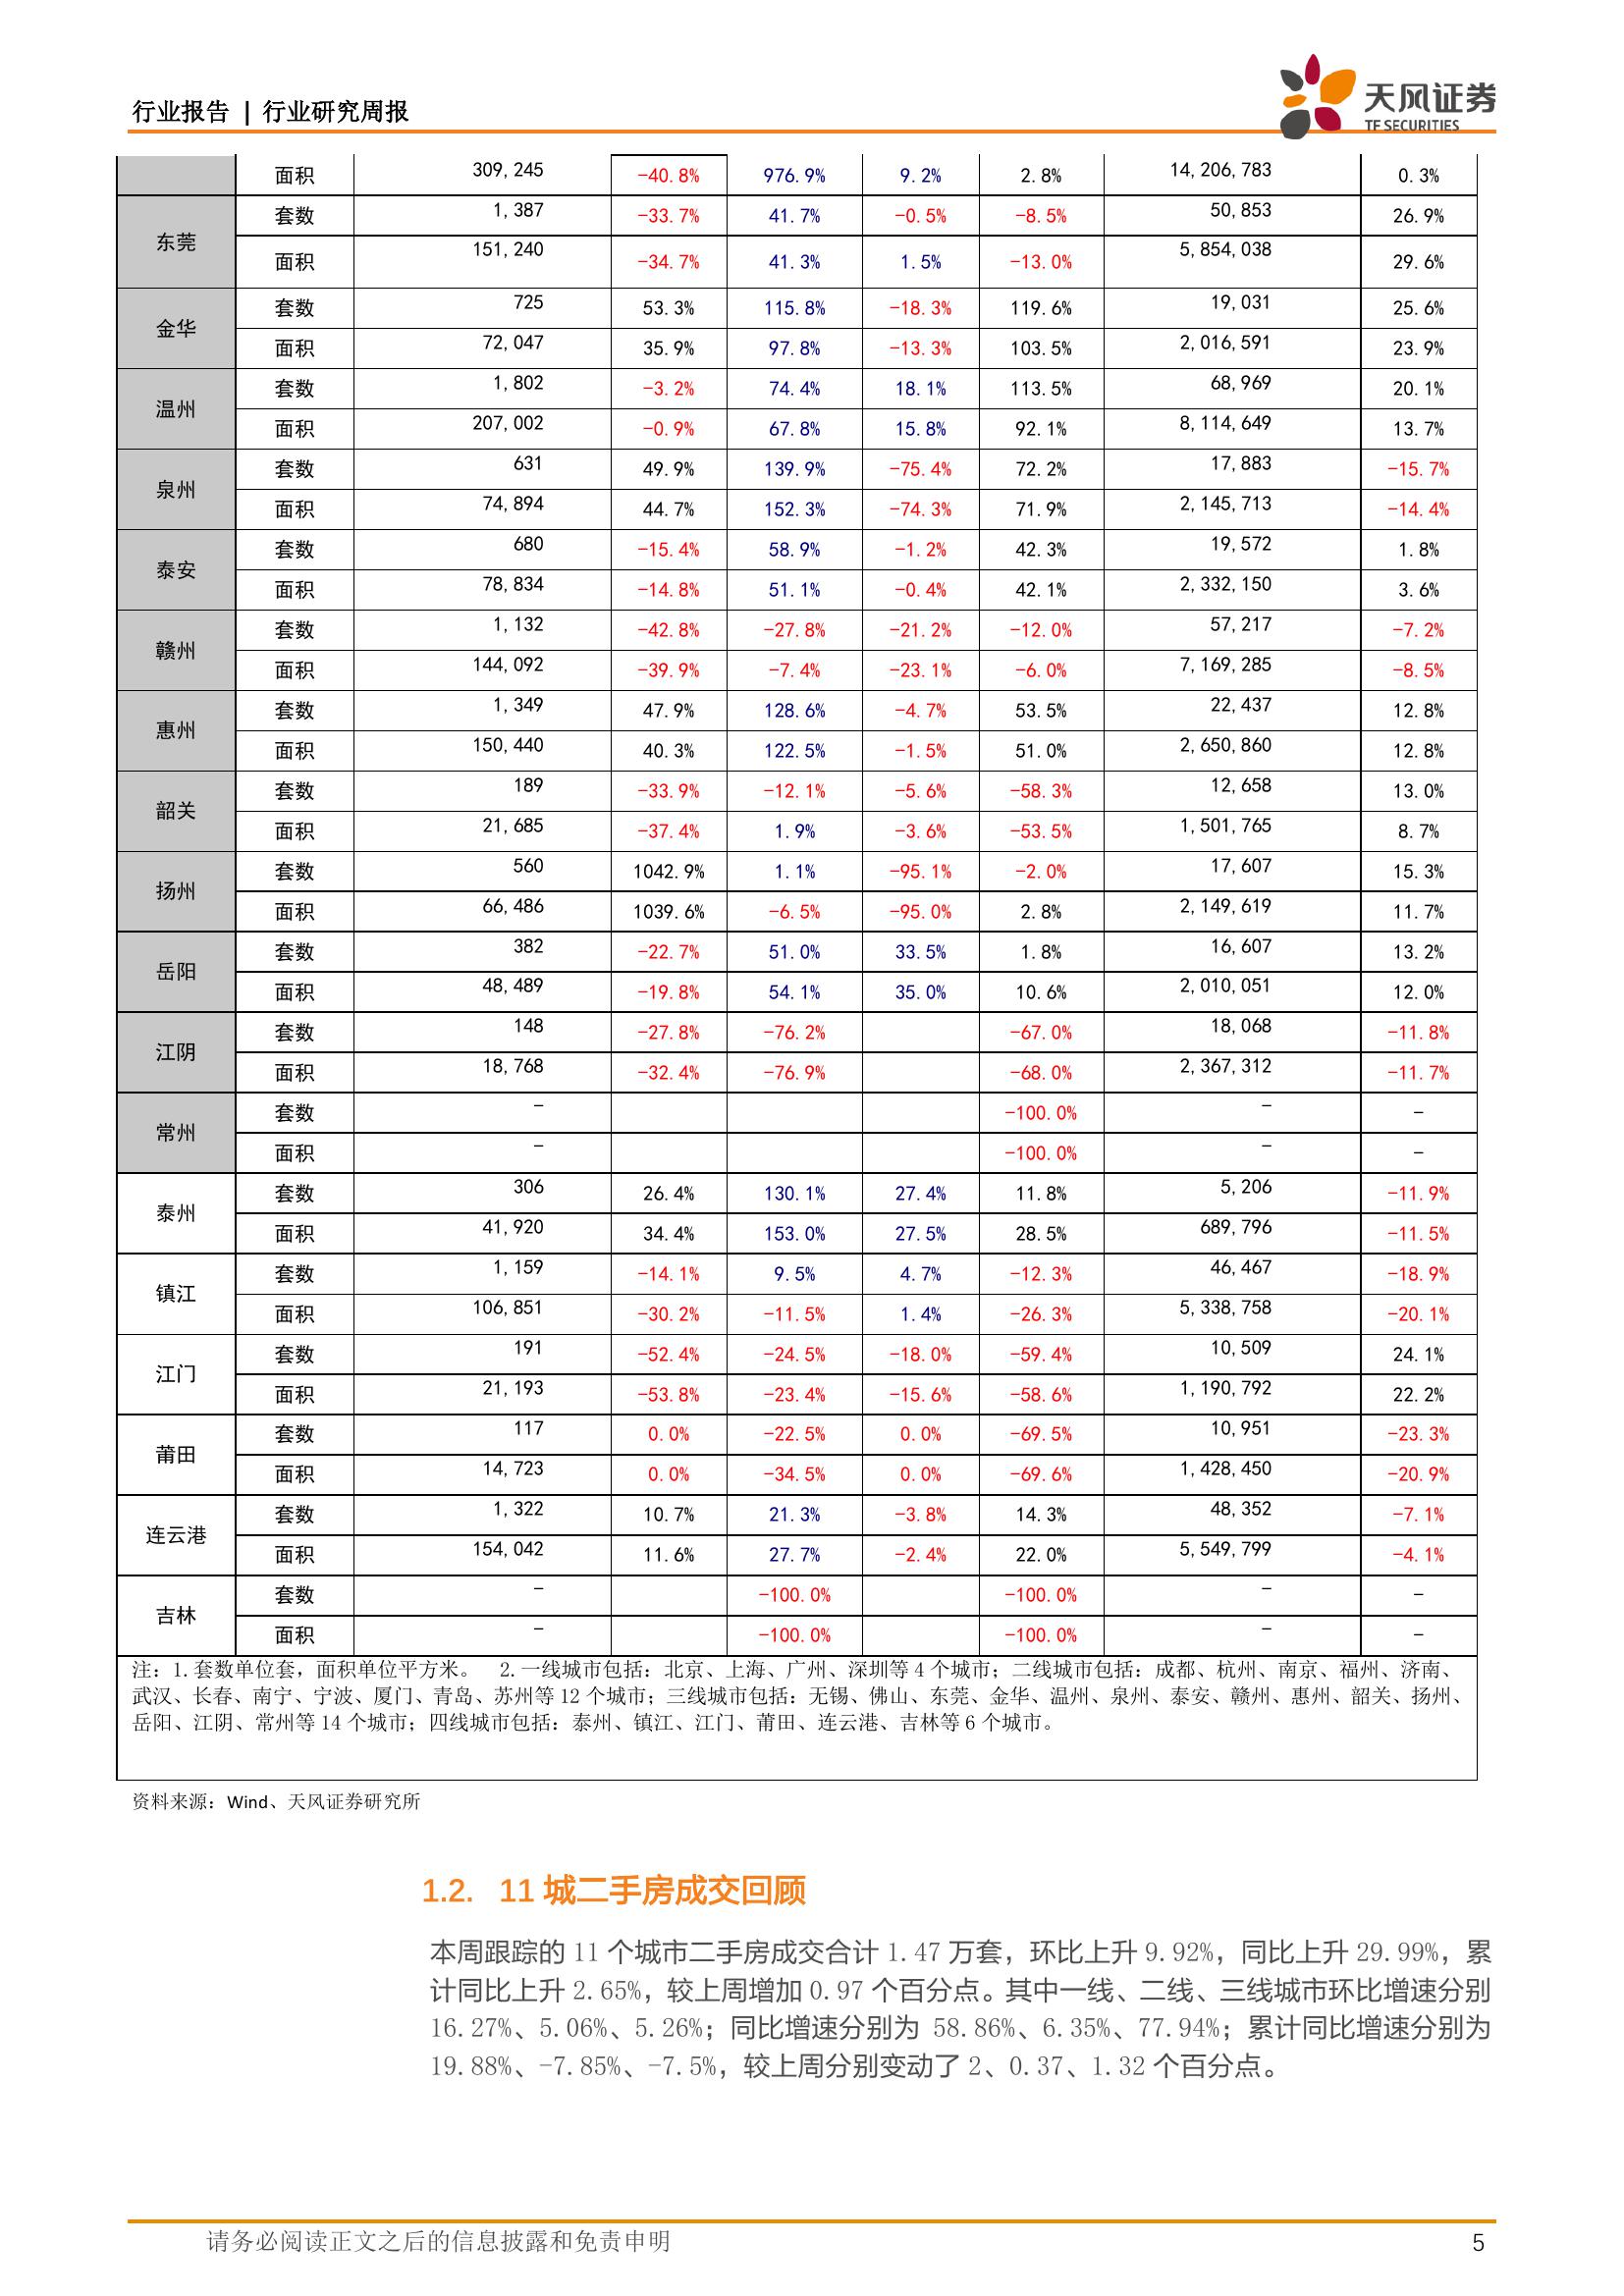 行业报告 | 行业研究周报
天风证券
TF SECURITIES
面积 309,245 -40.8% 976.9% 9.2% 2.8% 14,206,783 0.3%
东莞 套数 1,387 -33.7% 41.7% -0.5% -8.5% 50,853 26.9%
面积 151,240 -34.7% 41.3% 1.5% -13.0% 5,854,038 29.6%
金华 套数 725 53.3% 115.8% -18.3% 119.6% 19,031 25.6%
面积 72,047 35.9% 97.8% -13.3% 103.5% 2,016,591 23.9%
温州 套数 1,802 -3.2% 74.4% 18.1% 113.5% 68,969 20.1%
面积 207,002 -0.9% 67.8% 15.8% 92.1% 8,114,649 13.7%
泉州 套数 631 49.9% 139.9% -75.4% 72.2% 17,883 -15.7%
面积 74,894 44.7% 152.3% -74.3% 71.9% 2,145,713 -14.4%
泰安 套数 680 -15.4% 58.9% -1.2% 42.3% 19,572 1.8%
面积 78,834 -14.8% 51.1% -0.4% 42.1% 2,332,150 3.6%
赣州 套数 1,132 -42.8% -27.8% -21.2% -12.0% 57,217 -7.2%
面积 144,092 -39.9% -7.4% -23.1% -6.0% 7,169,285 -8.5%
惠州 套数 1,349 47.9% 128.6% -4.7% 53.5% 22,437 12.8%
面积 150,440 40.3% 122.5% -1.5% 51.0% 2,650,860 12.8%
韶关 套数 189 -33.9% -12.1% -5.6% -58.3% 12,658 13.0%
面积 21,685 -37.4% 1.9% -3.6% -53.5% 1,501,765 8.7%
扬州 套数 560 1042.9% 1.1% -95.1% -2.0% 17,607 15.3%
面积 66,486 1039.6% -6.5% -95.0% 2.8% 2,149,619 11.7%
岳阳 套数 382 -22.7% 51.0% 33.5% 1.8% 16,607 13.2%
面积 48,489 -19.8% 54.1% 35.0% 10.6% 2,010,051 12.0%
江阴 套数 148 -27.8% -76.2% -67.0% 18,068 -11.8%
面积 18,768 -32.4% -76.9% -68.0% 2,367,312 -11.7%
常州 套数 - -100.0% - -
面积 - -100.0% - -
泰州 套数 306 26.4% 130.1% 27.4% 11.8% 5,206 -11.9%
面积 41,920 34.4% 153.0% 27.5% 28.5% 689,796 -11.5%
镇江 套数 1,159 -14.1% 9.5% 4.7% -12.3% 46,467 -18.9%
面积 106,851 -30.2% -11.5% 1.4% -26.3% 5,338,758 -20.1%
江门 套数 191 -52.4% -24.5% -18.0% -59.4% 10,509 24.1%
面积 21,193 -53.8% -23.4% -15.6% -58.6% 1,190,792 22.2%
莆田 套数 117 0.0% -22.5% 0.0% -69.5% 10,951 -23.3%
面积 14,723 0.0% -34.5% 0.0% -69.6% 1,428,450 -20.9%
连云港 套数 1,322 10.7% 21.3% -3.8% 14.3% 48,352 -7.1%
面积 154,042 11.6% 27.7% -2.4% 22.0% 5,549,799 -4.1%
吉林 套数 - -100.0% -100.0% - -
面积 - -100.0% -100.0% - -
注：1.套数单位套，面积单位平方米。 2.一线城市包括：北京、上海、广州、深圳等 4 个城市；二线城市包括：成都、杭州、南京、福州、济南、
武汉、长春、南宁、宁波、厦门、青岛、苏州等 12 个城市；三线城市包括：无锡、佛山、东莞、金华、温州、泉州、泰安、赣州、惠州、韶关、扬州、
岳阳、江阴、常州等 14 个城市；四线城市包括：泰州、镇江、江门、莆田、连云港、吉林等 6 个城市。
资料来源：Wind、天风证券研究所
1.2. 11 城二手房成交回顾
本周跟踪的 11 个城市二手房成交合计 1.47 万套，环比上升 9.92%，同比上升 29.99%，累
计同比上升 2.65%，较上周增加 0.97 个百分点。其中一线、二线、三线城市环比增速分别
16.27%、5.06%、5.26%；同比增速分别为 58.86%、6.35%、77.94%；累计同比增速分别为
19.88%、-7.85%、-7.5%，较上周分别变动了 2、0.37、1.32 个百分点。
请务必阅读正文之后的信息披露和免责申明 5